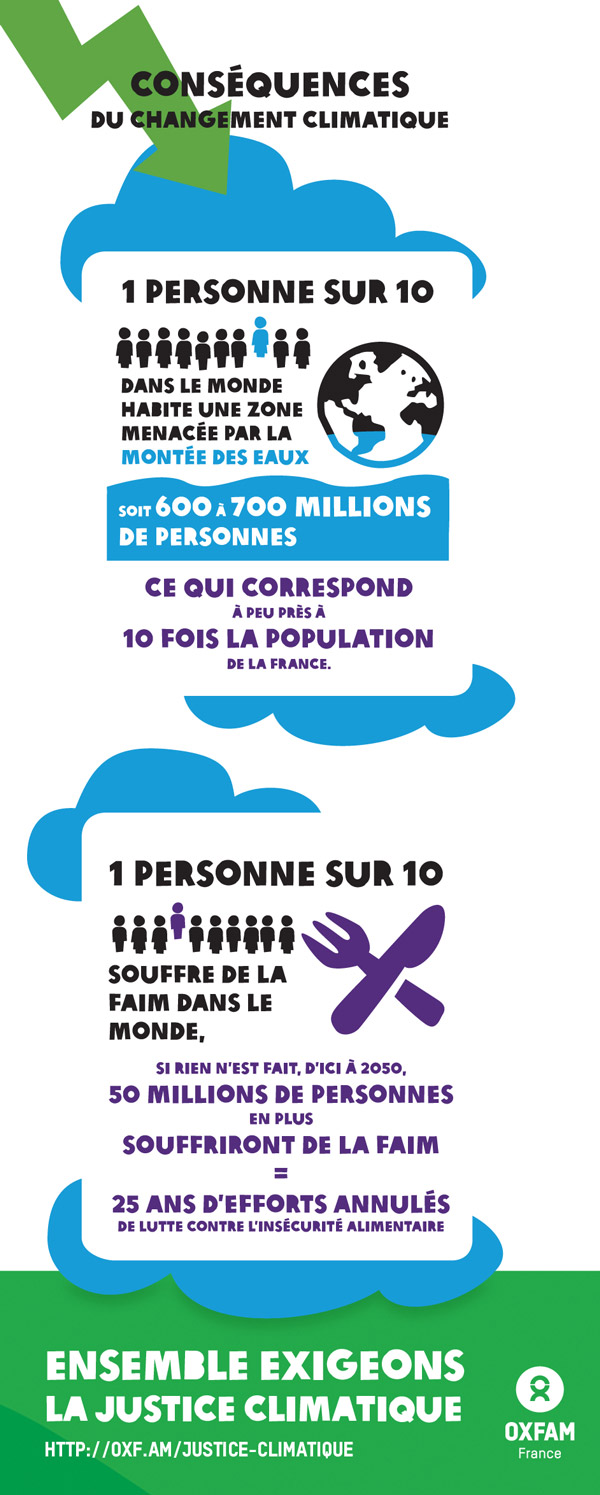 CONSÉQUENCES
DU CHANGEMENT CLIMATIQUE
1 PERSONNE SUR 10
DANS LE MONDE
HABITE UNE ZONE
MENACÉE PAR LA
MONTÉE DES EAUX
SOIT 600 À 700 MILLIONS
DE PERSONNES
CE QUI CORRESPOND
À PEU PRÈS À
10 FOIS LA POPULATION
DE LA FRANCE.
1 PERSONNE SUR 10
SOUFFRE DE LA
FAIM DANS LE
MONDE,
SI RIEN N'EST FAIT, D'ICI À 2050,
50 MILLIONS DE PERSONNES
EN PLUS
SOUFFRIRONT DE LA FAIM
=
25 ANS D'EFFORTS ANNULÉS
DE LUTTE CONTRE L'INSÉCURITÉ ALIMENTAIRE
ENSEMBLE EXIGEONS
LA JUSTICE CLIMATIQUE
HTTP://OXF.AM/JUSTICE-CLIMATIQUE
OXFAM
France